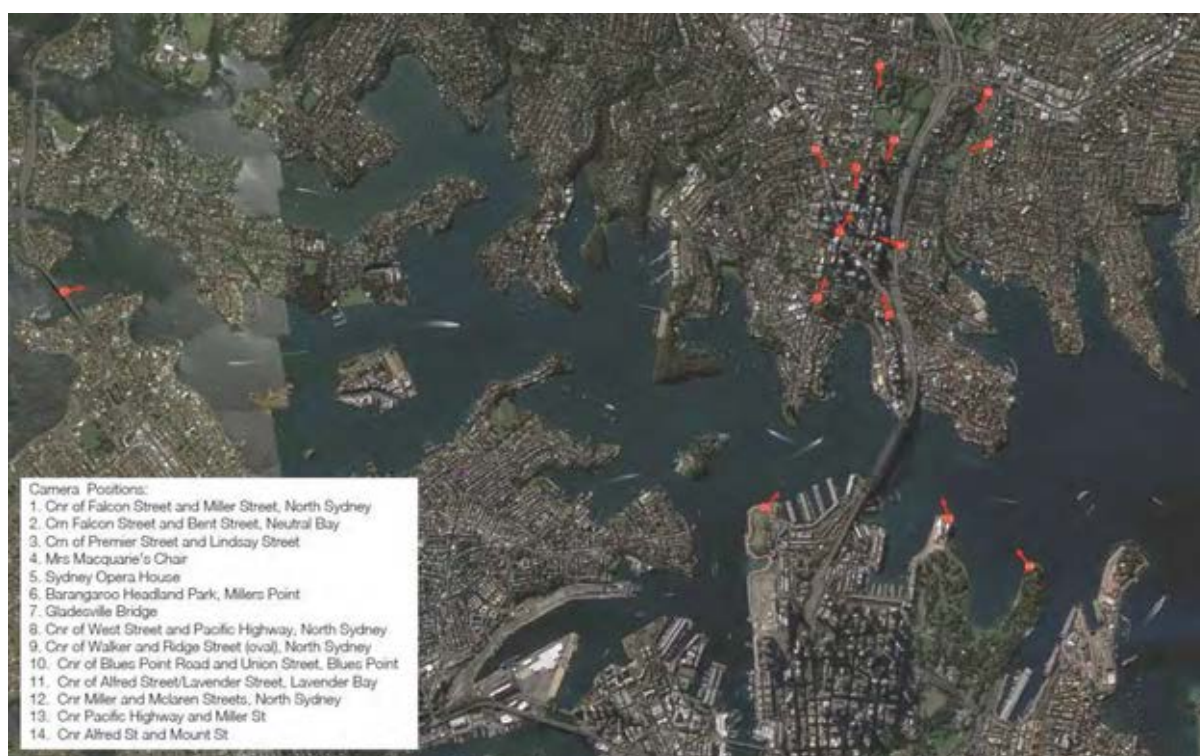 Camera Positions:
1. Cnr of Falcon Street and Miller Street, North Sydney
2. Crn Falcon Street and Bent Street, Neutral Bay
3. Crn of Premier Street and Lindsay Street
4. Mrs Macquarie's Chair
5. Sydney Opera House
6. Barangaroo Headland Park, Millers Point
7. Gladesville Bridge
8. Cnr of West Street and Pacific Highway, North Sydney
9. Cnr of Walker and Ridge Street (oval), North Sydney
10. Cnr of Blues Point Road and Union Street, Blues Point
11. Cnr of Alfred Street/Lavender Street, Lavender Bay
12. Cnr Miller and Mclaren Streets, North Sydney
13. Cnr Pacific Highway and Miller St
14. Cnr Alfred St and Mount St